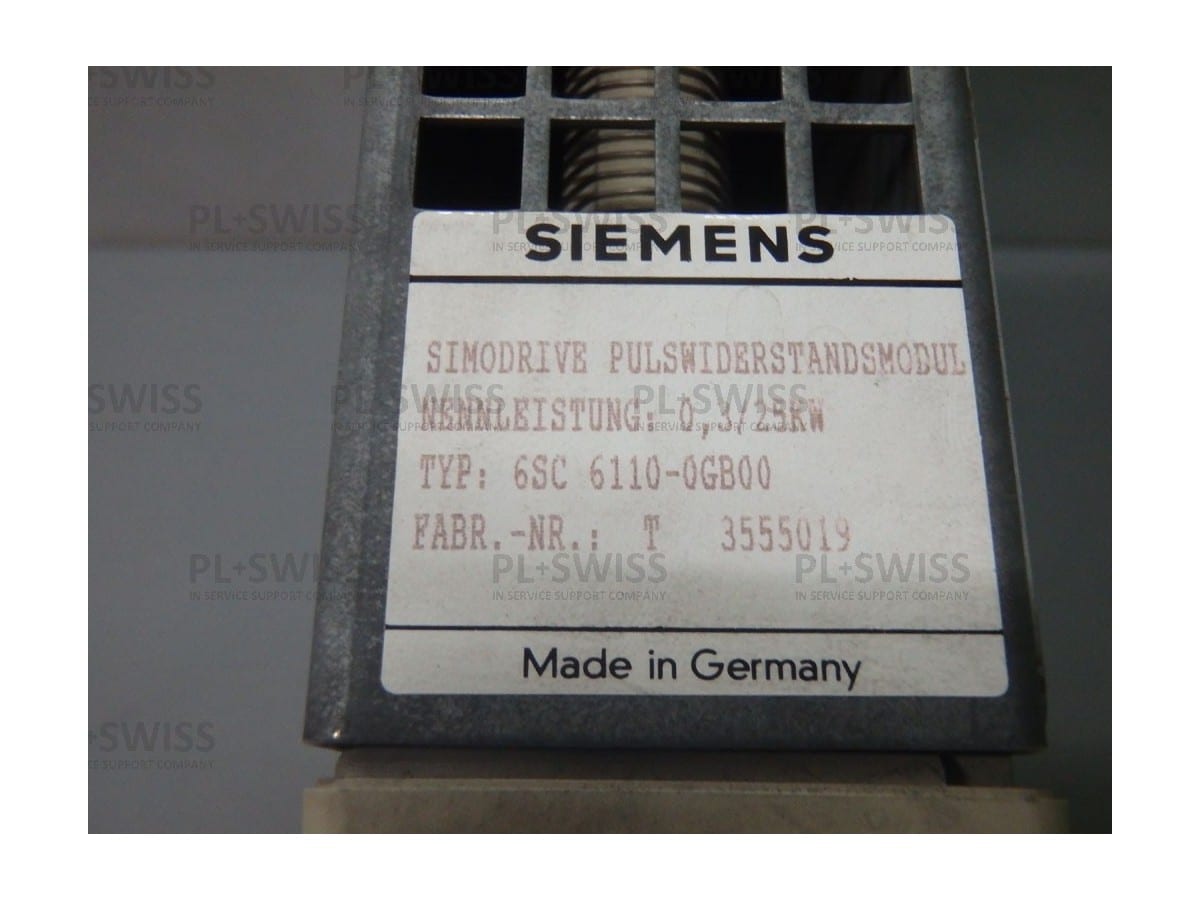 SIEMENS
SIMODRIVE PULSWIDERSTANDSMODUL
NENNLEISTUNG: 0,3/25KW
TYP: 6SC 6110-0GB00
FABR.-NR.: T 3555019
Made in Germany
PL+SWISS
IN SERVICE SUPPORT COMPANY